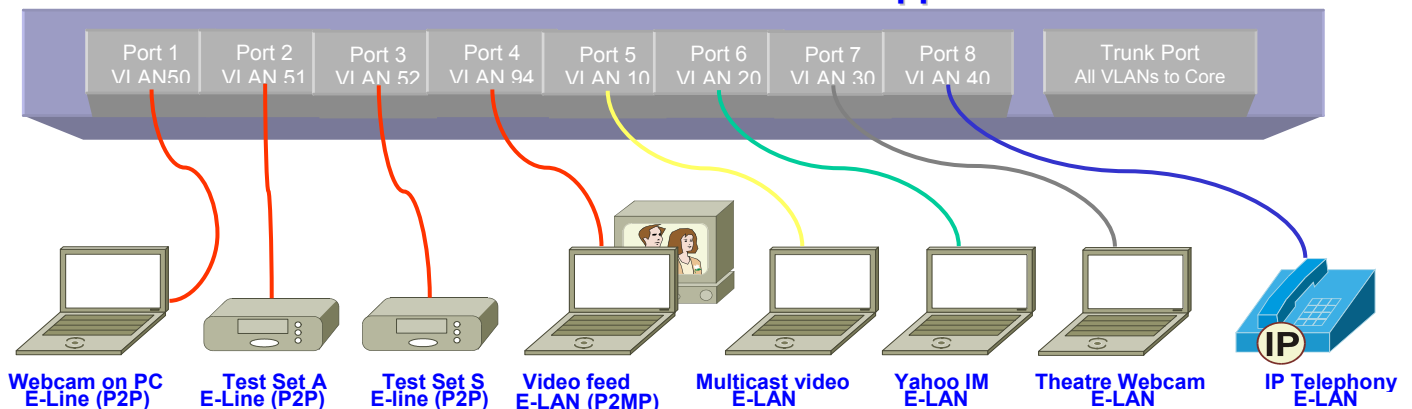 Port 1
VLAN50
Port 2
VLAN 51
Port 3
VLAN 52
Port 4
VLAN 94
Port 5
VLAN 10
Port 6
VLAN 20
Port 7
VLAN 30
Port 8
VLAN 40
Trunk Port
All VLANs to Core
IP
Webcam on PC
E-Line (P2P)
Test Set A
E-Line (P2P)
Test Set S
E-line (P2P)
Video feed
E-LAN (P2MP)
Multicast video
E-LAN
Yahoo IM
E-LAN
Theatre Webcam
E-LAN
IP Telephony
E-LAN